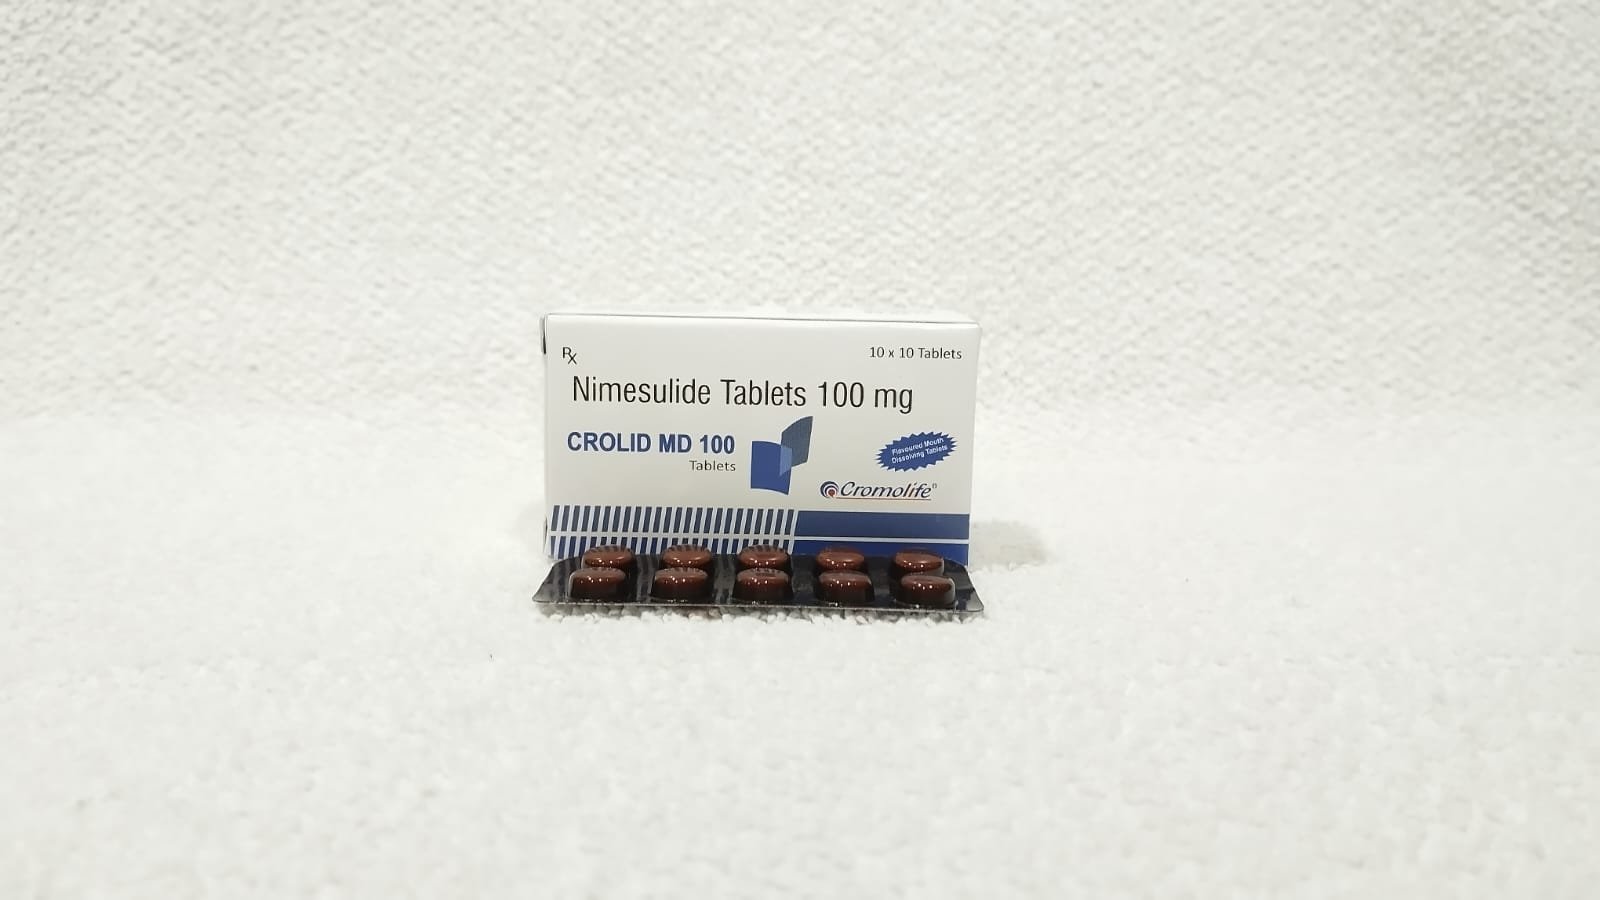 Rx
10 x 10 Tablets
Nimesulide Tablets 100 mg
CROLID MD 100
Tablets
Flavoured Mouth
Dissolving Tablets
Cromolife